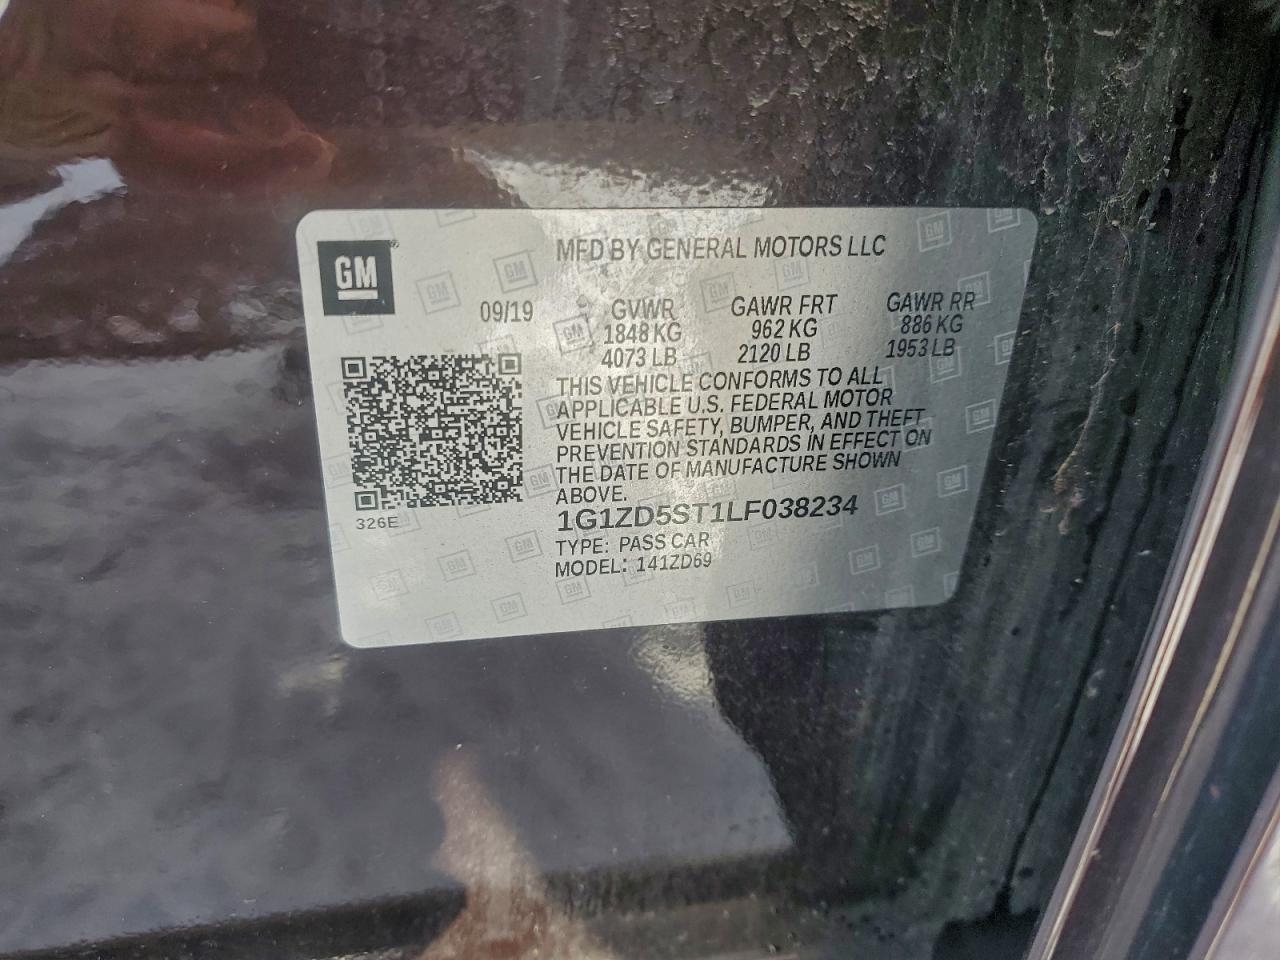 GM
MFD BY GENERAL MOTORS LLC
09/19 GVWR GAWR FRT GAWR RR
1848 KG 962 KG 886 KG
4073 LB 2120 LB 1953 LB
THIS VEHICLE CONFORMS TO ALL
APPLICABLE U.S. FEDERAL MOTOR
VEHICLE SAFETY, BUMPER, AND THEFT
PREVENTION STANDARDS IN EFFECT ON
THE DATE OF MANUFACTURE SHOWN
ABOVE.
326E
1G1ZD5ST1LF038234
TYPE: PASS CAR
MODEL: 141ZD69